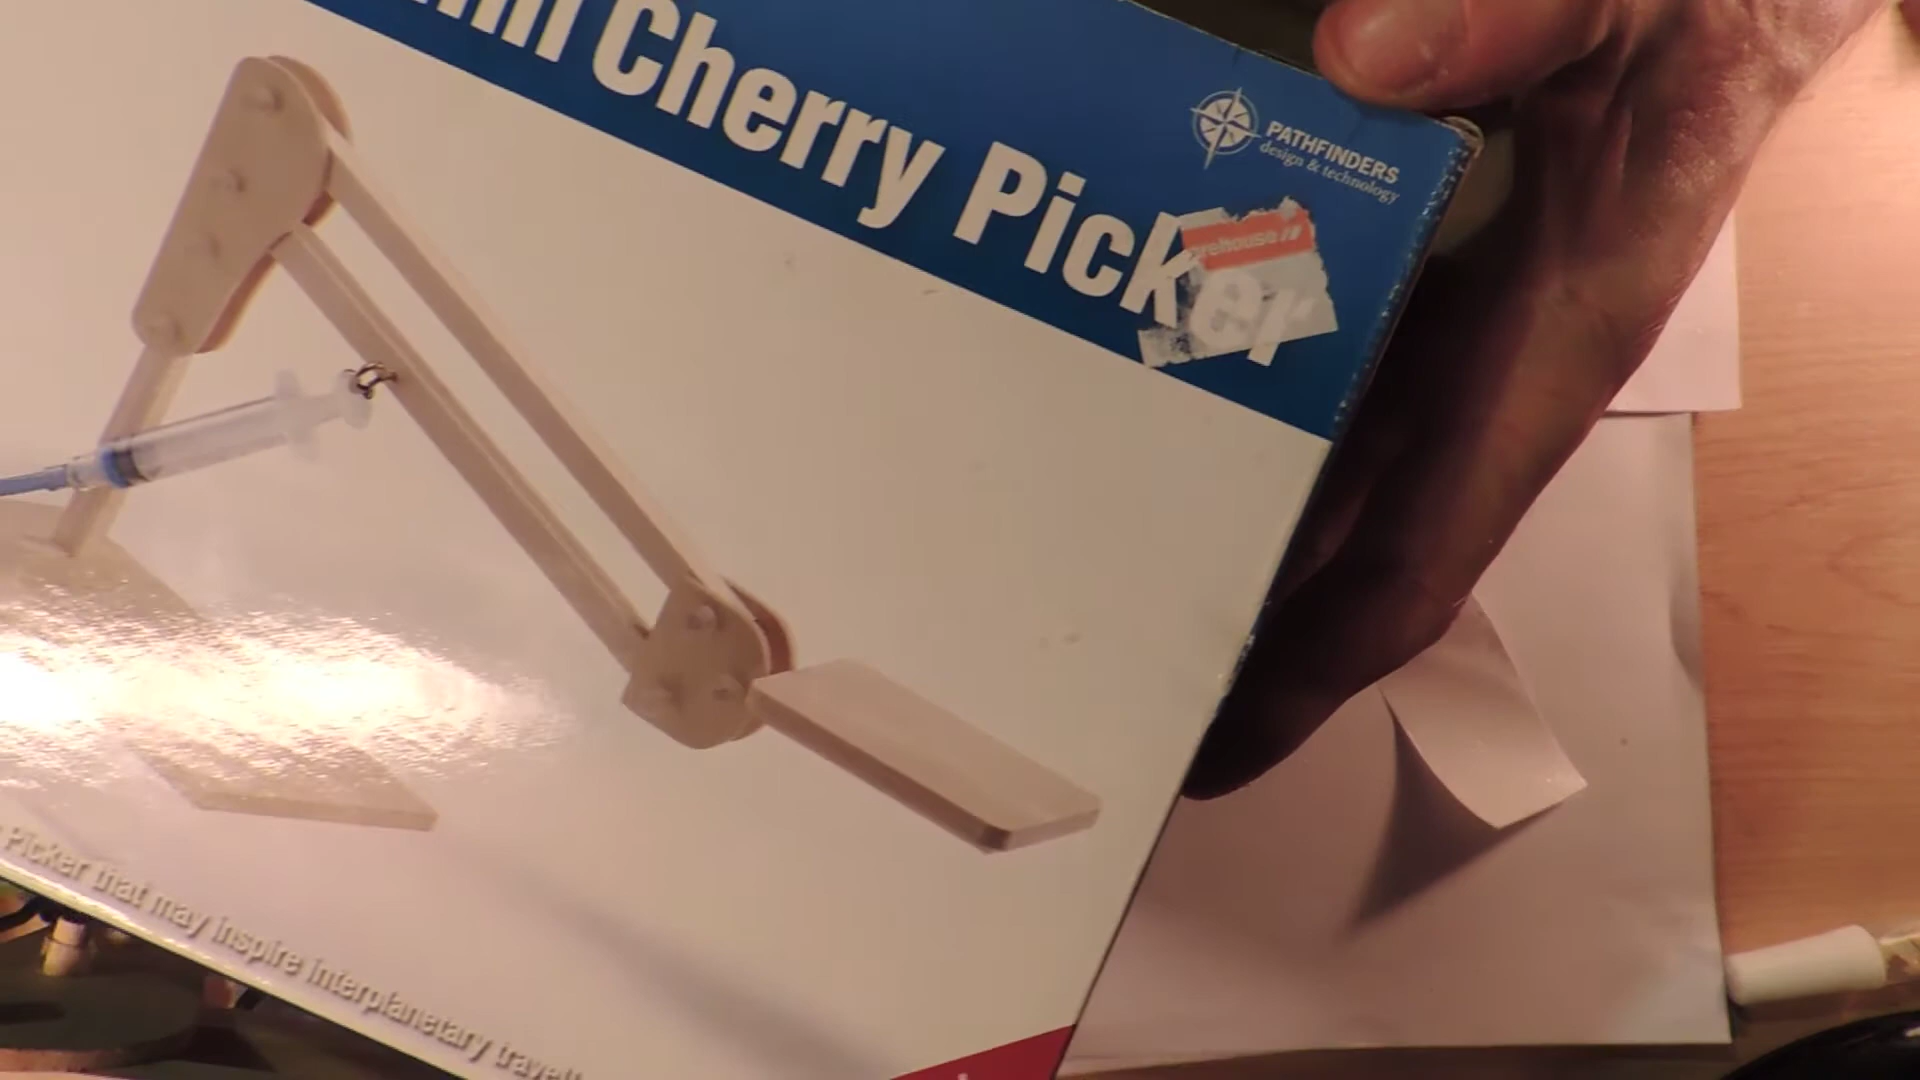 Cherry Picker
PATHFINDERS
design & technology
Picker that may inspire interplanetary travel!